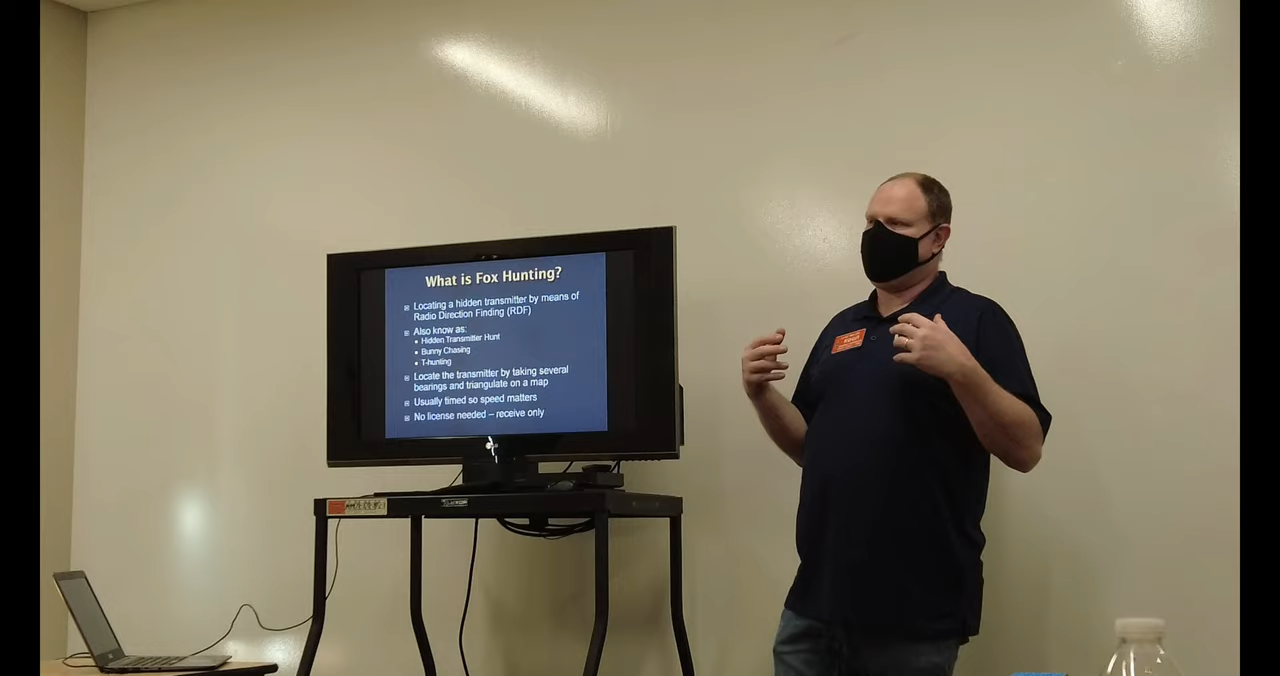 What is Fox Hunting?
Locating a hidden transmitter by means of
Radio Direction Finding (RDF)
Also know as:
Hidden Transmitter Hunt
Bunny Chasing
T-hunting
Locate the transmitter by taking several
bearings and triangulate on a map
Usually timed so speed matters
No license needed – receive only